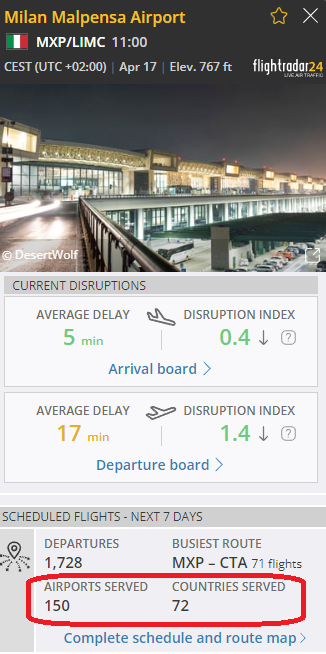 Milan Malpensa Airport
MXP/LIMC 11:00
CEST (UTC +02:00) | Apr 17 | Elev. 767 ft
flightradar24
LIVE AIR TRAFFIC
© DesertWolf
CURRENT DISRUPTIONS
AVERAGE DELAY DISRUPTION INDEX
5 min 0.4 ↓ ?
Arrival board >
AVERAGE DELAY DISRUPTION INDEX
17 min 1.4 ↓ ?
Departure board >
SCHEDULED FLIGHTS - NEXT 7 DAYS
DEPARTURES BUSIEST ROUTE
1,728 MXP – CTA 71 flights
AIRPORTS SERVED COUNTRIES SERVED
150 72
Complete schedule and route map >